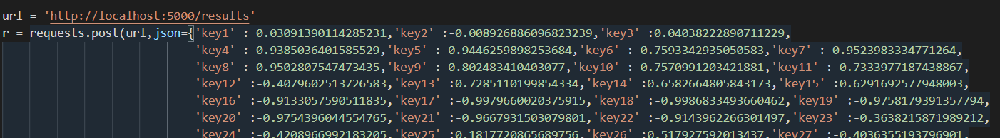 url = 'http://localhost:5000/results'
r = requests.post(url,json={'key1' : 0.03091390114285231,'key2' :-0.008926886096823239,'key3' :0.04038222890711229,
'key4' :-0.9385036401585529,'key5' :-0.9446259898253684,'key6' :-0.7593342935050583,'key7' :-0.9523983334771264,
'key8' :-0.9502807547473435,'key9' :-0.802483410403077,'key10' :-0.7570991203421881,'key11' :-0.7333977187438867,
'key12' :-0.4079602513726583,'key13' :0.7285110199854334,'key14' :0.6582664805843173,'key15' :0.6291692577948003,
'key16' :-0.9133057590511835,'key17' :-0.9979660020375915,'key18' :-0.9986833493660462,'key19' :-0.9758179391357794,
'key20' :-0.9754396044554765,'key21' :-0.9667931503079801,'key22' :-0.9143962266301497,'key23' :-0.3638215871989212,
'key24' :-0.4208966992183205,'key25' :0.1817720865689756,'key26' :0.517927592013437,'key27' :-0.4036355193796901,